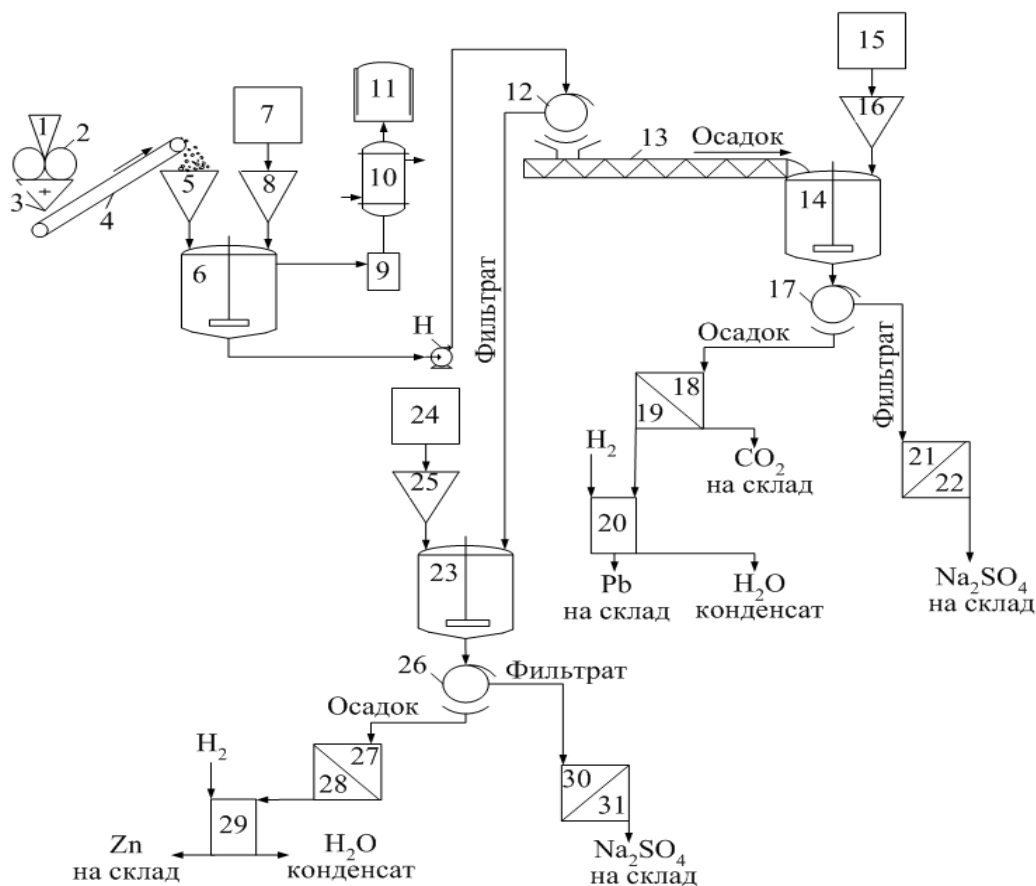 15
11
1
2
7
12
16
13
Осадок
3
4
5
8
10
14
6
9
Н
Фильтрат
17
Осадок
Фильтрат
18
19
24
H₂
CO₂
на склад
21
22
25
20
23
Pb
на склад
H₂O
конденсат
Na₂SO₄
на склад
26
Фильтрат
Осадок
H₂
27
28
30
31
29
Zn
на склад
H₂O
конденсат
Na₂SO₄
на склад